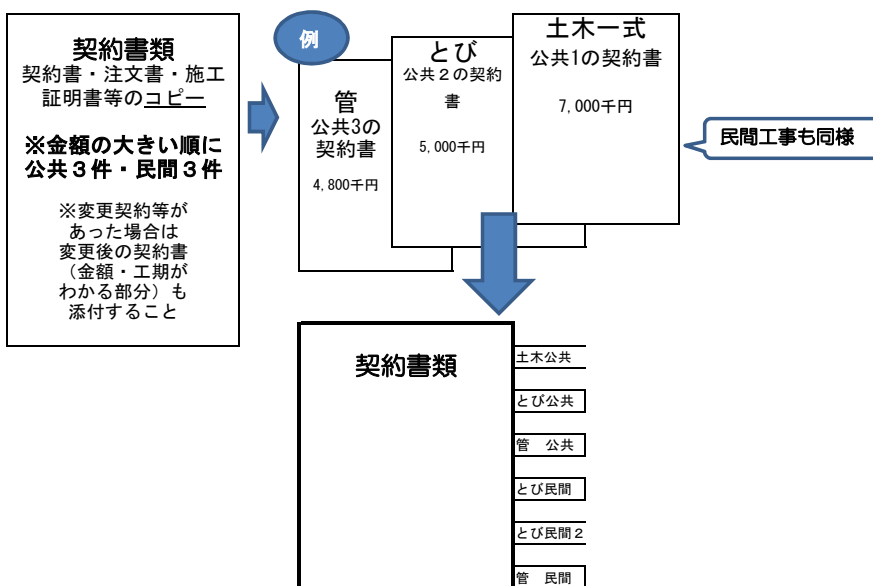 契約書類
契約書・注文書・施工
証明書等のコピー
※金額の大きい順に
公共３件・民間３件
※変更契約等が
あった場合は
変更後の契約書
（金額・工期が
わかる部分）も
添付すること
例
管
公共3の
契約書
4,800千円
とび
公共２の契約
書
5,000千円
土木一式
公共1の契約書
7,000千円
民間工事も同様
契約書類
土木公共
とび公共
管　公共
とび民間
とび民間２
管　民間